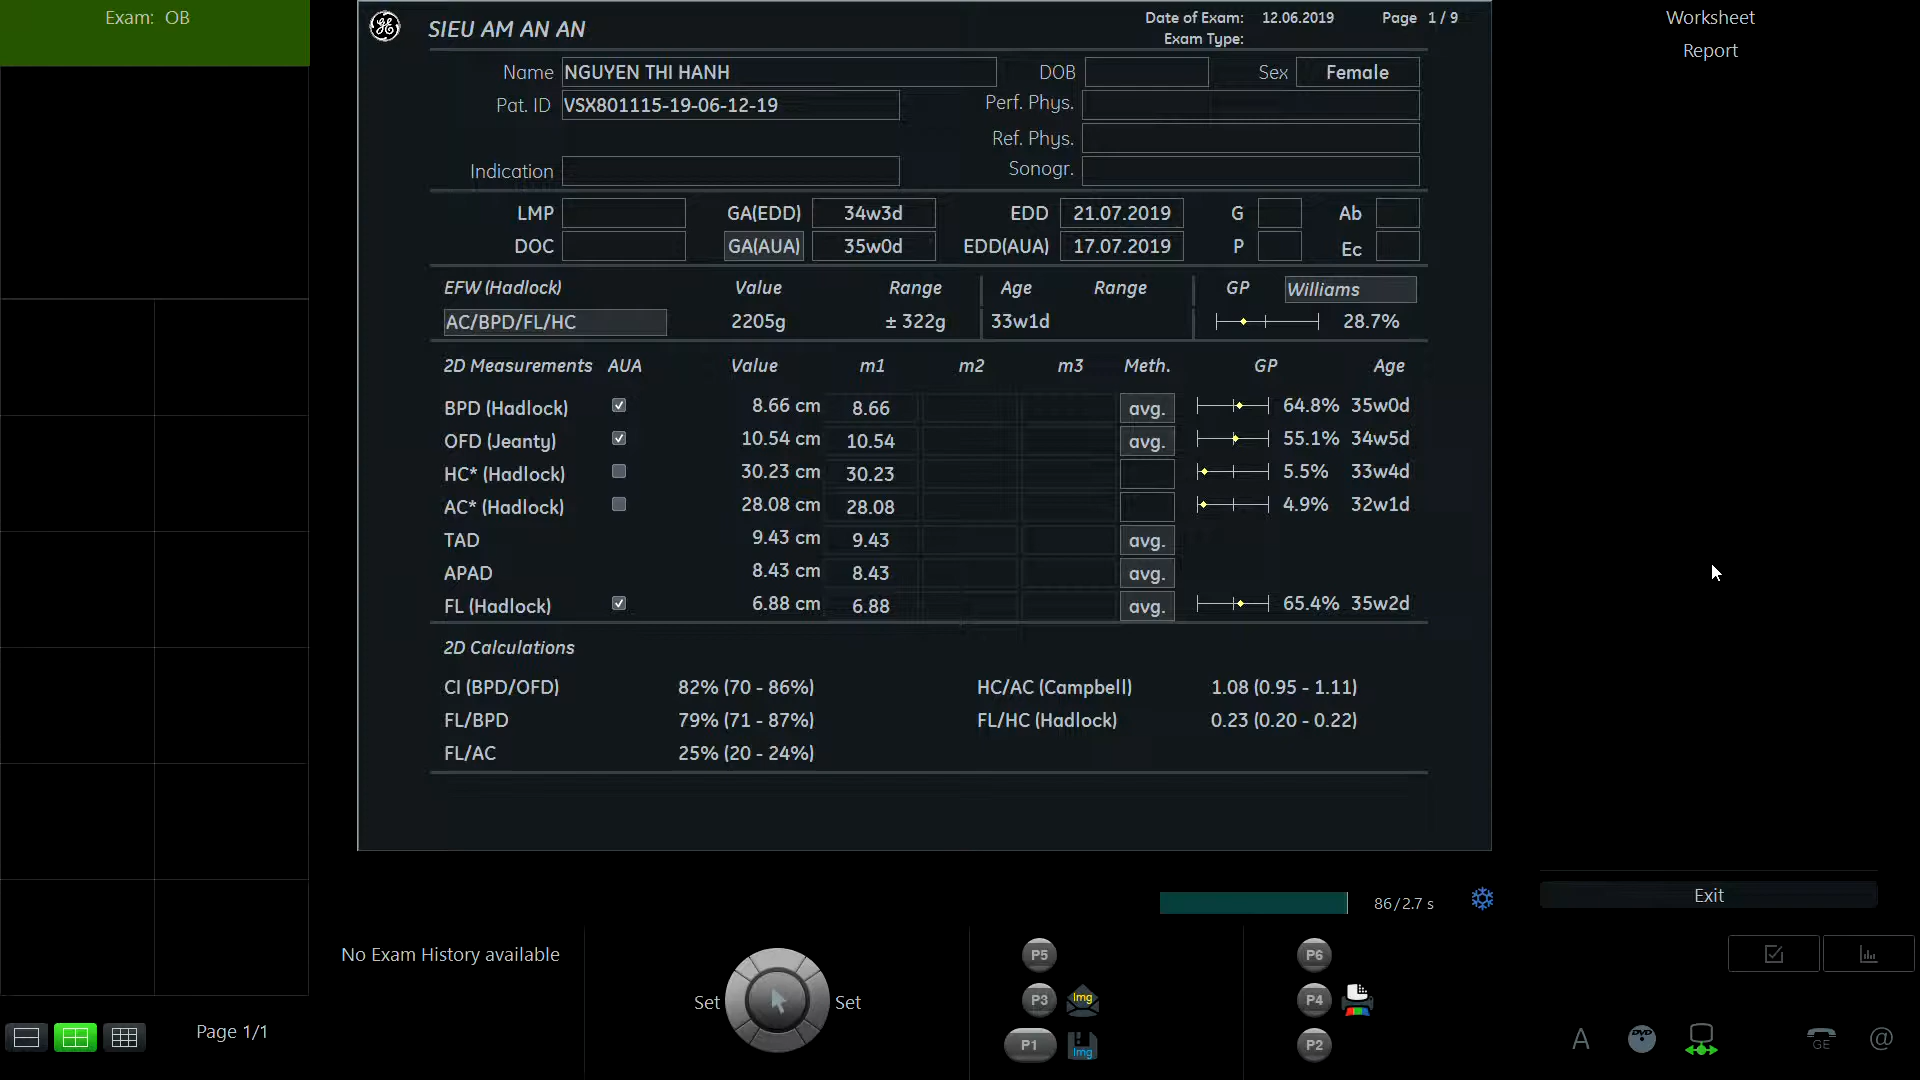 Exam: OB
SIEU AM AN AN
Date of Exam: 12.06.2019 Page 1 / 9
Exam Type:
Name NGUYEN THI HANH DOB Sex Female
Pat. ID VSX801115-19-06-12-19 Perf. Phys.
Ref. Phys.
Indication Sonogr.
LMP GA(EDD) 34w3d EDD 21.07.2019 G Ab
DOC GA(AUA) 35w0d EDD(AUA) 17.07.2019 P Ec
EFW (Hadlock) Value Range Age Range GP Williams
AC/BPD/FL/HC 2205g ± 322g 33w1d 28.7%
2D Measurements AUA Value m1 m2 m3 Meth. GP Age
BPD (Hadlock) 8.66 cm 8.66 avg. 64.8% 35w0d
OFD (Jeanty) 10.54 cm 10.54 avg. 55.1% 34w5d
HC* (Hadlock) 30.23 cm 30.23 5.5% 33w4d
AC* (Hadlock) 28.08 cm 28.08 4.9% 32w1d
TAD 9.43 cm 9.43 avg.
APAD 8.43 cm 8.43 avg.
FL (Hadlock) 6.88 cm 6.88 avg. 65.4% 35w2d
2D Calculations
CI (BPD/OFD) 82% (70 - 86%) HC/AC (Campbell) 1.08 (0.95 - 1.11)
FL/BPD 79% (71 - 87%) FL/HC (Hadlock) 0.23 (0.20 - 0.22)
FL/AC 25% (20 - 24%)
Worksheet
Report
86/2.7 s
Exit
No Exam History available
Set Set
P5
P3 Img
P1 Img
P6
P4
P2
Page 1/1
A DVD GE @